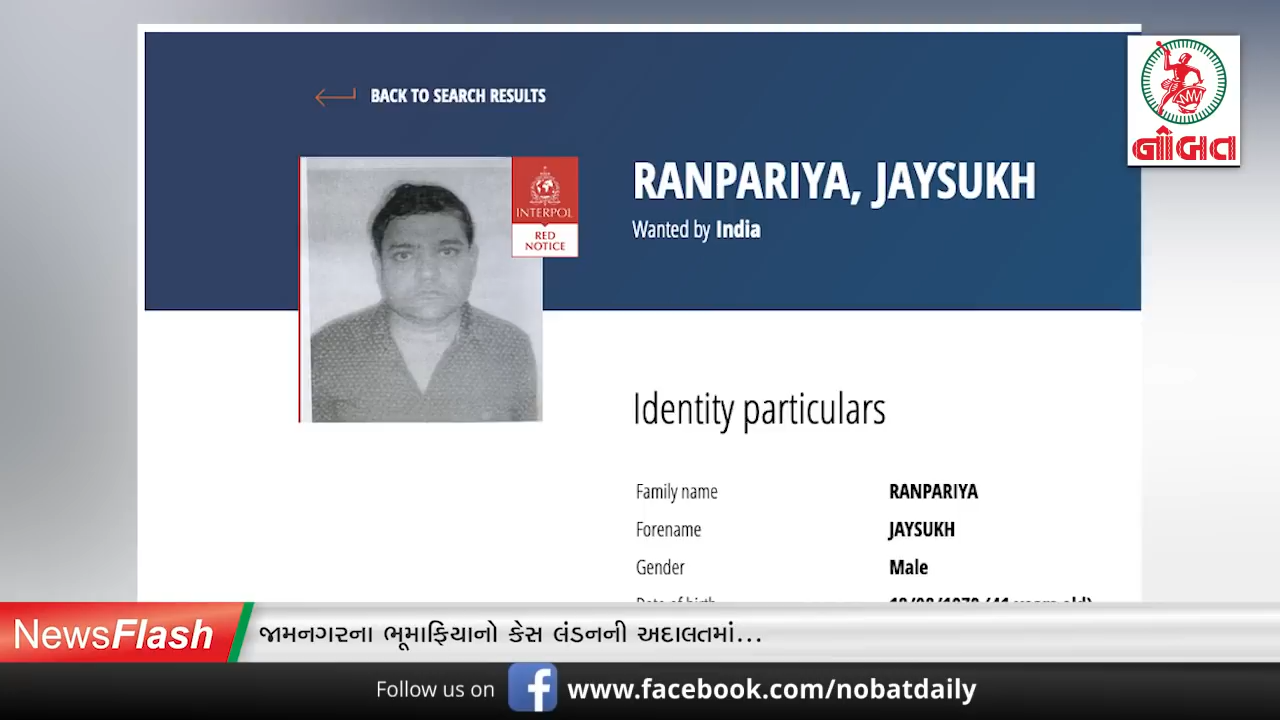 BACK TO SEARCH RESULTS
INTERPOL
RED
NOTICE
RANPARIYA, JAYSUKH
Wanted by India
નોબત
Identity particulars
Family name RANPARIYA
Forename JAYSUKH
Gender Male
NewsFlash જામનગરના ભૂમાફિયાનો કેસ લંડનની અદાલતમાં...
Follow us on f www.facebook.com/nobatdaily